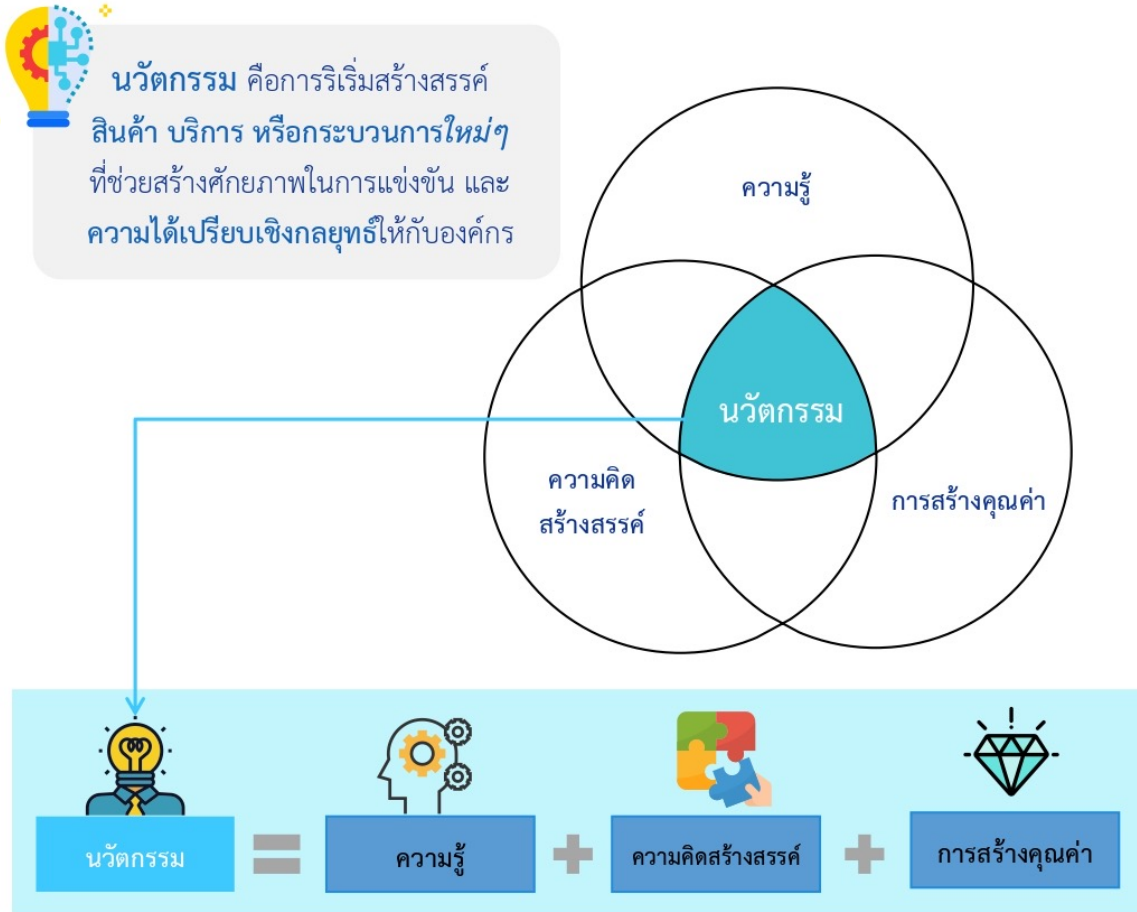 นวัตกรรม คือการริเริ่มสร้างสรรค์
สินค้า บริการ หรือกระบวนการใหม่ๆ
ที่ช่วยสร้างศักยภาพในการแข่งขัน และ
ความได้เปรียบเชิงกลยุทธ์ให้กับองค์กร
ความรู้
นวัตกรรม
ความคิด
สร้างสรรค์
การสร้างคุณค่า
นวัตกรรม = ความรู้ + ความคิดสร้างสรรค์ + การสร้างคุณค่า